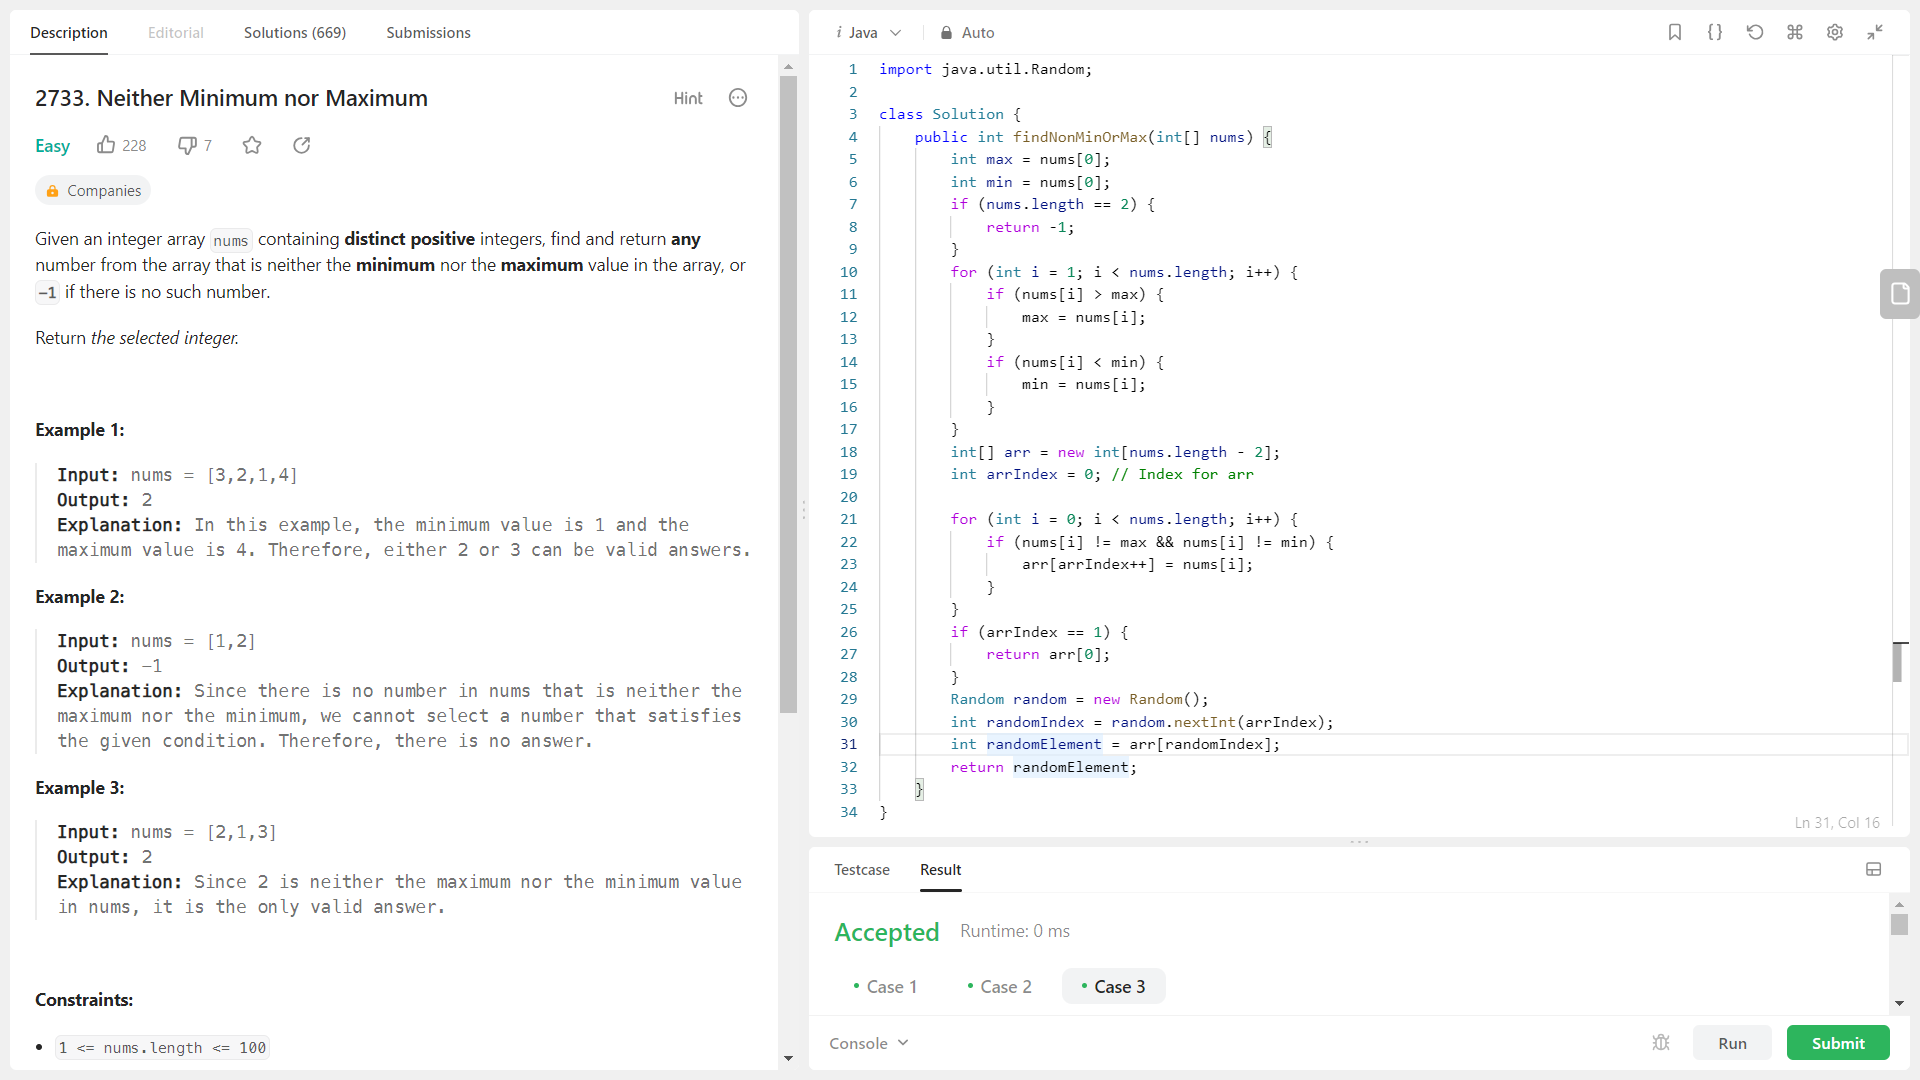 Description
Editorial
Solutions (669)
Submissions
2733. Neither Minimum nor Maximum
Hint
Easy
228
7
Companies
Given an integer array nums containing distinct positive integers, find and return any
number from the array that is neither the minimum nor the maximum value in the array, or
-1 if there is no such number.
Return the selected integer.
Example 1:
Input: nums = [3,2,1,4]
Output: 2
Explanation: In this example, the minimum value is 1 and the
maximum value is 4. Therefore, either 2 or 3 can be valid answers.
Example 2:
Input: nums = [1,2]
Output: -1
Explanation: Since there is no number in nums that is neither the
maximum nor the minimum, we cannot select a number that satisfies
the given condition. Therefore, there is no answer.
Example 3:
Input: nums = [2,1,3]
Output: 2
Explanation: Since 2 is neither the maximum nor the minimum value
in nums, it is the only valid answer.
Constraints:
• 1 <= nums.length <= 100
i Java
Auto
1 import java.util.Random;
2
3 class Solution {
4 public int findNonMinOrMax(int[] nums) {
5 int max = nums[0];
6 int min = nums[0];
7 if (nums.length == 2) {
8 return -1;
9 }
10 for (int i = 1; i < nums.length; i++) {
11 if (nums[i] > max) {
12 max = nums[i];
13 }
14 if (nums[i] < min) {
15 min = nums[i];
16 }
17 }
18 int[] arr = new int[nums.length - 2];
19 int arrIndex = 0; // Index for arr
20
21 for (int i = 0; i < nums.length; i++) {
22 if (nums[i] != max && nums[i] != min) {
23 arr[arrIndex++] = nums[i];
24 }
25 }
26 if (arrIndex == 1) {
27 return arr[0];
28 }
29 Random random = new Random();
30 int randomIndex = random.nextInt(arrIndex);
31 int randomElement = arr[randomIndex];
32 return randomElement;
33 }
34 }
Ln 31, Col 16
Testcase
Result
Accepted
Runtime: 0 ms
• Case 1
• Case 2
• Case 3
Console
Run
Submit